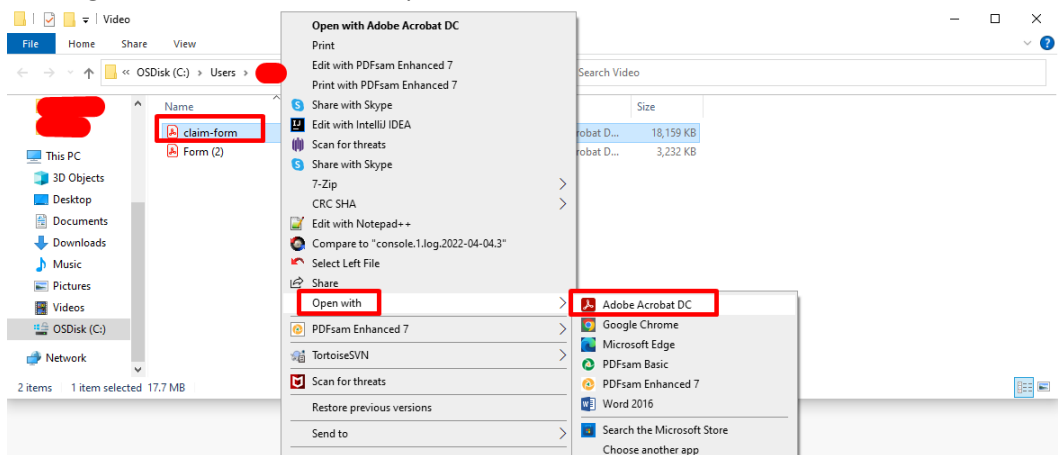 Video
File Home Share View
« OSDisk (C:) › Users ›
Search Video
Name
Size
claim-form
robat D... 18,159 KB
Form (2)
robat D... 3,232 KB
This PC
3D Objects
Desktop
Documents
Downloads
Music
Pictures
Videos
OSDisk (C:)
Network
2 items 1 item selected 17.7 MB
Open with Adobe Acrobat DC
Print
Edit with PDFsam Enhanced 7
Print with PDFsam Enhanced 7
Share with Skype
Edit with IntelliJ IDEA
Scan for threats
Share with Skype
7-Zip
CRC SHA
Edit with Notepad++
Compare to "console.1.log.2022-04-04.3"
Select Left File
Share
Open with
PDFsam Enhanced 7
TortoiseSVN
Scan for threats
Restore previous versions
Send to
Adobe Acrobat DC
Google Chrome
Microsoft Edge
PDFsam Basic
PDFsam Enhanced 7
Word 2016
Search the Microsoft Store
Choose another app